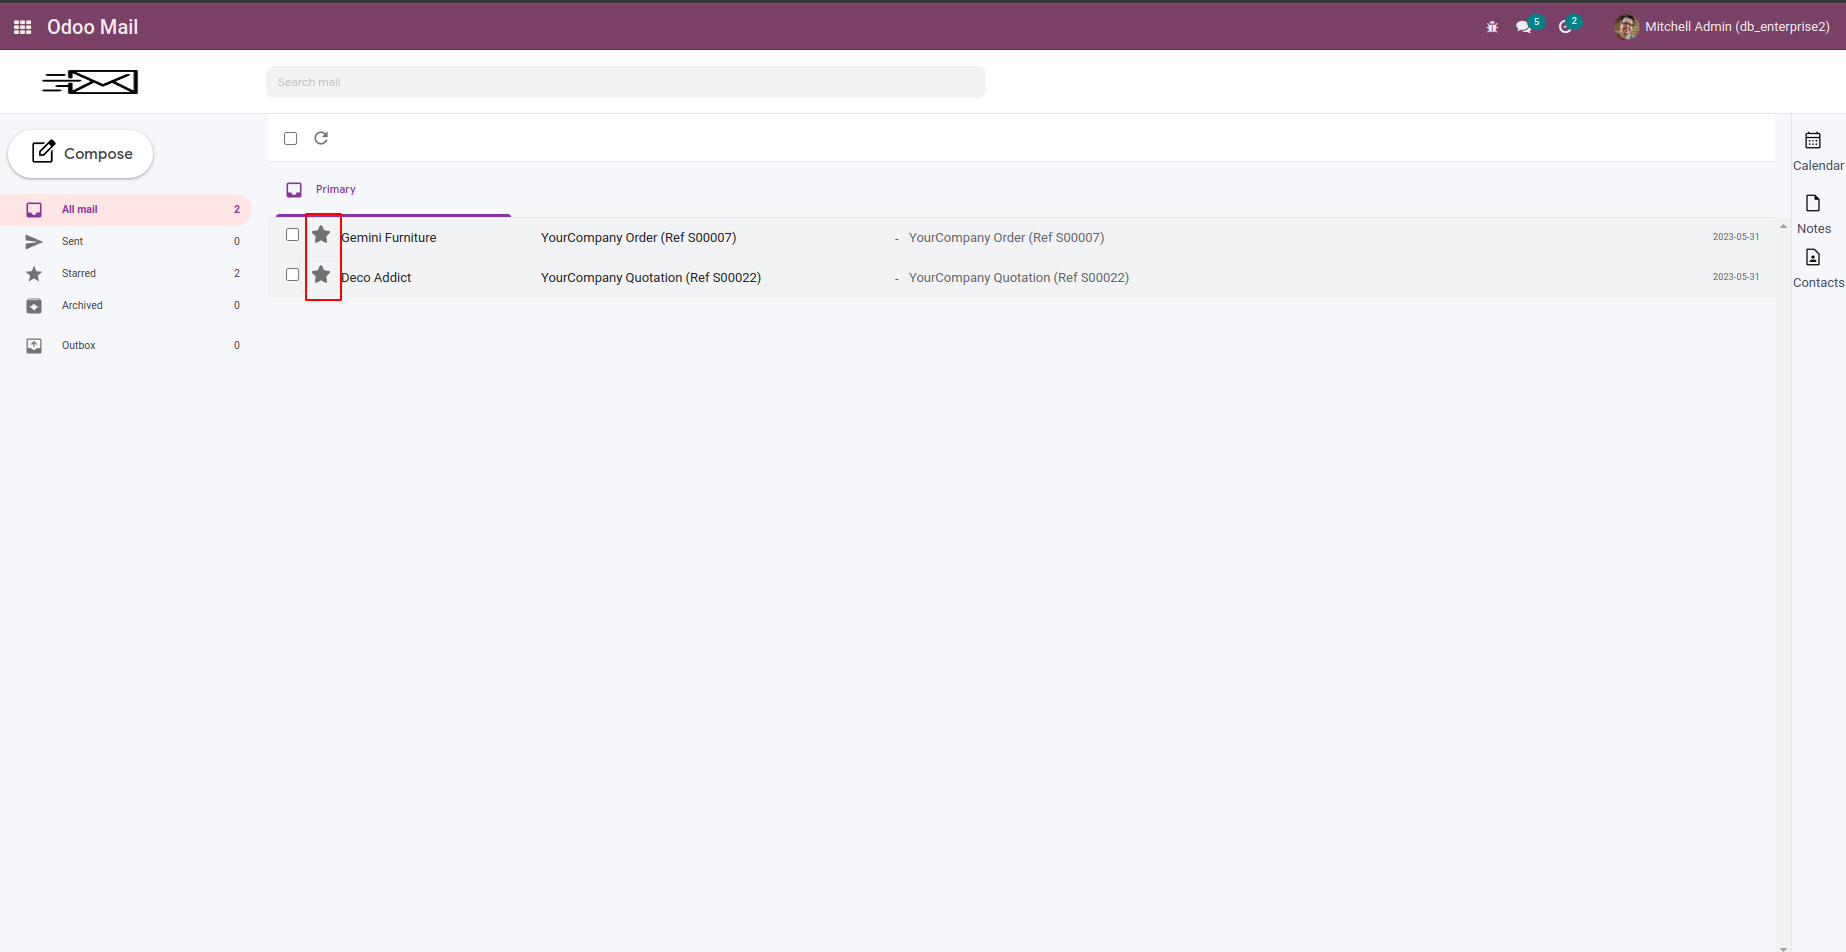 Odoo Mail
5
2
Mitchell Admin (db_enterprise2)
Search mail
Compose
All mail 2
Sent 0
Starred 2
Archived 0
Outbox 0
Primary
Gemini Furniture YourCompany Order (Ref S00007) - YourCompany Order (Ref S00007) 2023-05-31
Deco Addict YourCompany Quotation (Ref S00022) - YourCompany Quotation (Ref S00022) 2023-05-31
Calendar
Notes
Contacts